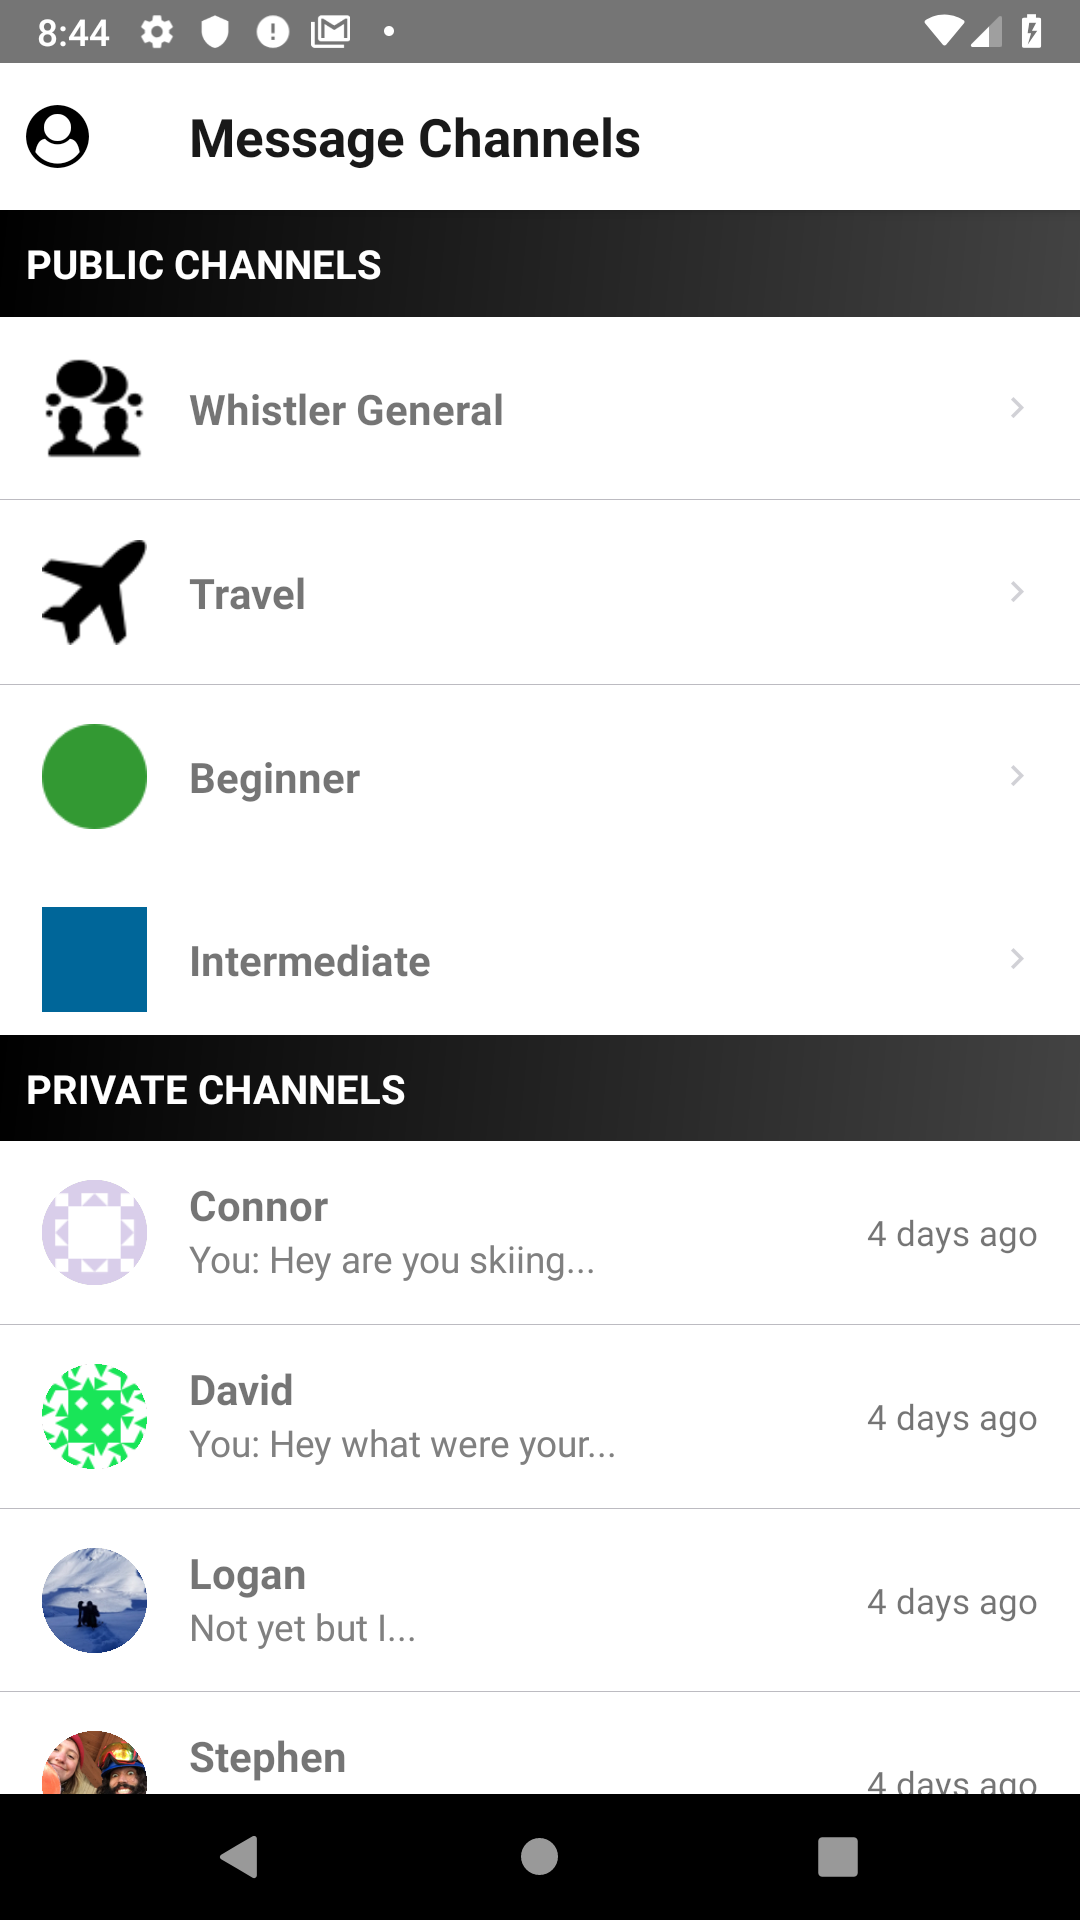 8:44
Message Channels
PUBLIC CHANNELS
Whistler General
Travel
Beginner
Intermediate
PRIVATE CHANNELS
Connor
You: Hey are you skiing...
4 days ago
David
You: Hey what were your...
4 days ago
Logan
Not yet but I...
4 days ago
Stephen
4 days ago